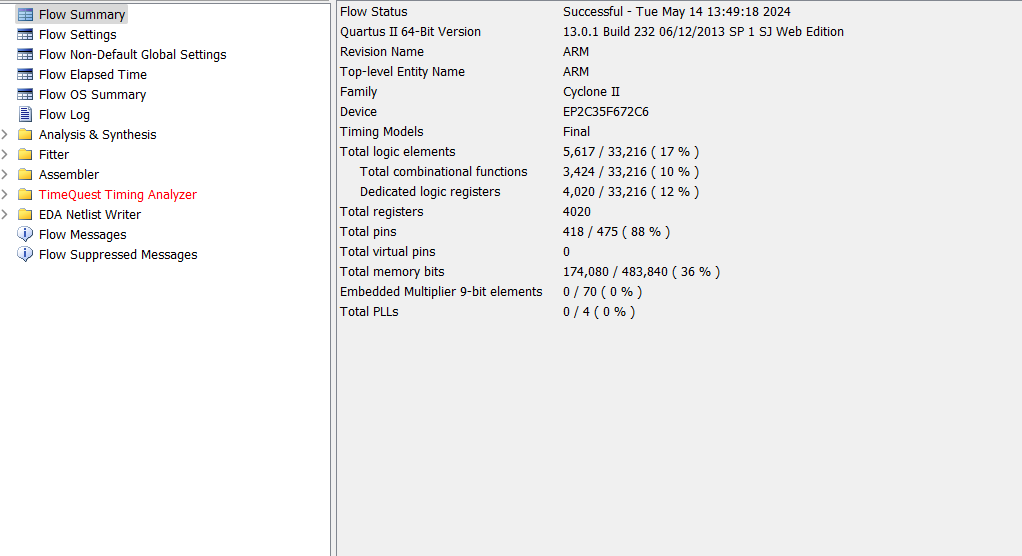 Flow Summary
Flow Settings
Flow Non-Default Global Settings
Flow Elapsed Time
Flow OS Summary
Flow Log
Analysis & Synthesis
Fitter
Assembler
TimeQuest Timing Analyzer
EDA Netlist Writer
Flow Messages
Flow Suppressed Messages
Flow Status Successful - Tue May 14 13:49:18 2024
Quartus II 64-Bit Version 13.0.1 Build 232 06/12/2013 SP 1 SJ Web Edition
Revision Name ARM
Top-level Entity Name ARM
Family Cyclone II
Device EP2C35F672C6
Timing Models Final
Total logic elements 5,617 / 33,216 ( 17 % )
Total combinational functions 3,424 / 33,216 ( 10 % )
Dedicated logic registers 4,020 / 33,216 ( 12 % )
Total registers 4020
Total pins 418 / 475 ( 88 % )
Total virtual pins 0
Total memory bits 174,080 / 483,840 ( 36 % )
Embedded Multiplier 9-bit elements 0 / 70 ( 0 % )
Total PLLs 0 / 4 ( 0 % )